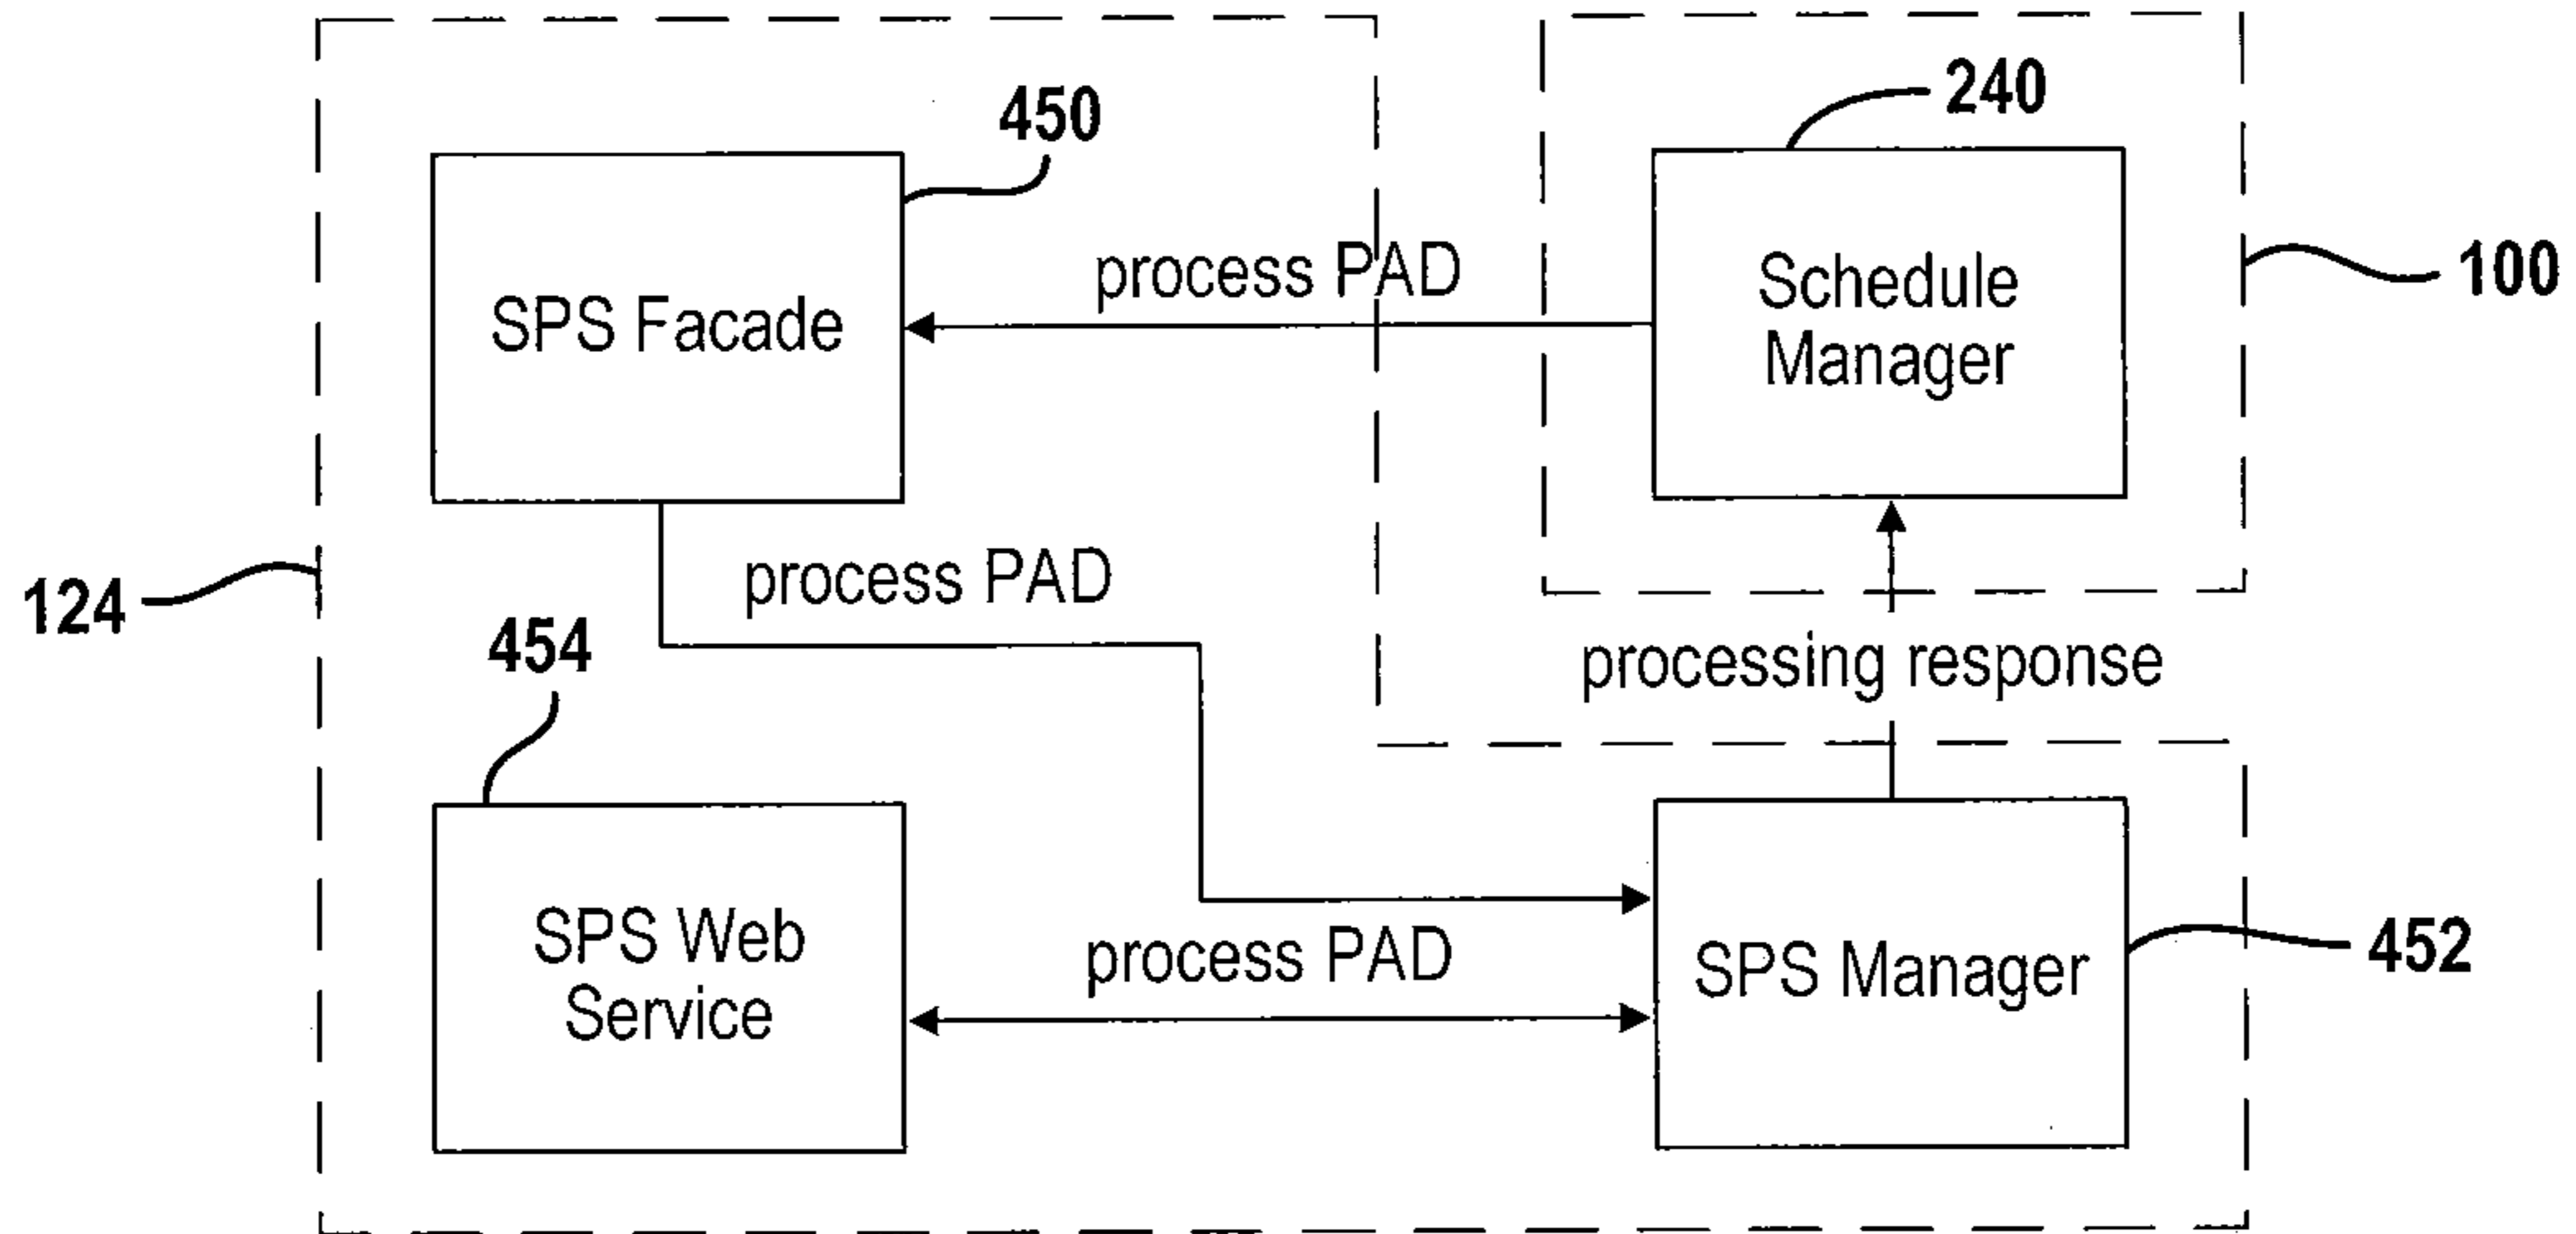 240
450
100
process PAD
Schedule
Manager
SPS Facade
process PAD
124
454
processing response
SPS Web
Service
process PAD
SPS Manager
452